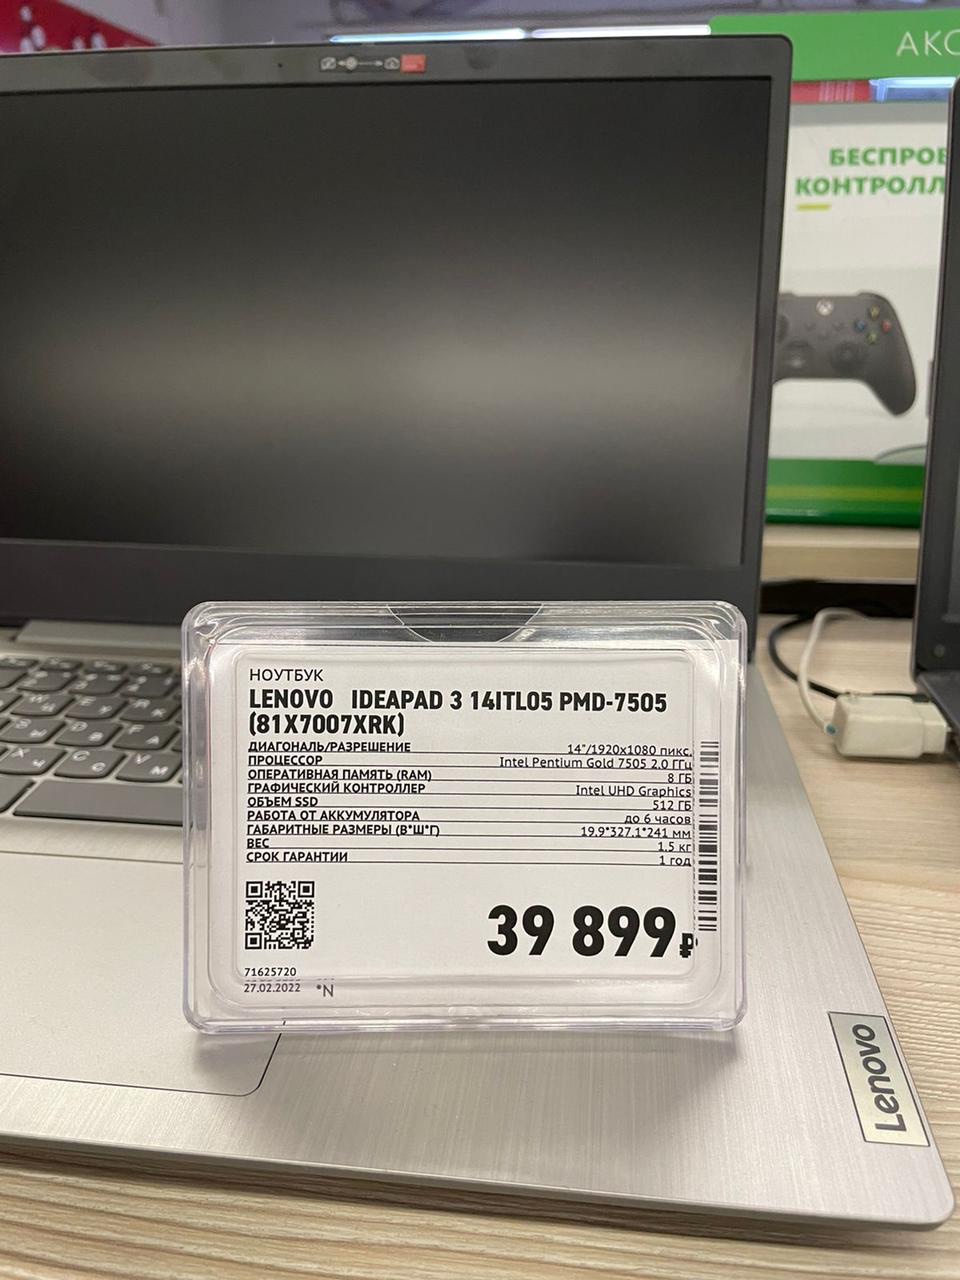 АКС
БЕСПРОВ
КОНТРОЛЛ
НОУТБУК
LENOVO IDEAPAD 3 14ITL05 PMD-7505
(81X7007XRK)
ДИАГОНАЛЬ/РАЗРЕШЕНИЕ 14"/1920x1080 пикс.
ПРОЦЕССОР Intel Pentium Gold 7505 2.0 ГГц
ОПЕРАТИВНАЯ ПАМЯТЬ (RAM) 8 ГБ
ГРАФИЧЕСКИЙ КОНТРОЛЛЕР Intel UHD Graphics
ОБЪЕМ SSD 512 ГБ
РАБОТА ОТ АККУМУЛЯТОРА до 6 часов
ГАБАРИТНЫЕ РАЗМЕРЫ (В*Ш*Г) 19.9*327.1*241 мм
ВЕС 1.5 кг
СРОК ГАРАНТИИ 1 год
39 899₽
71625720
27.02.2022 *N
Lenovo